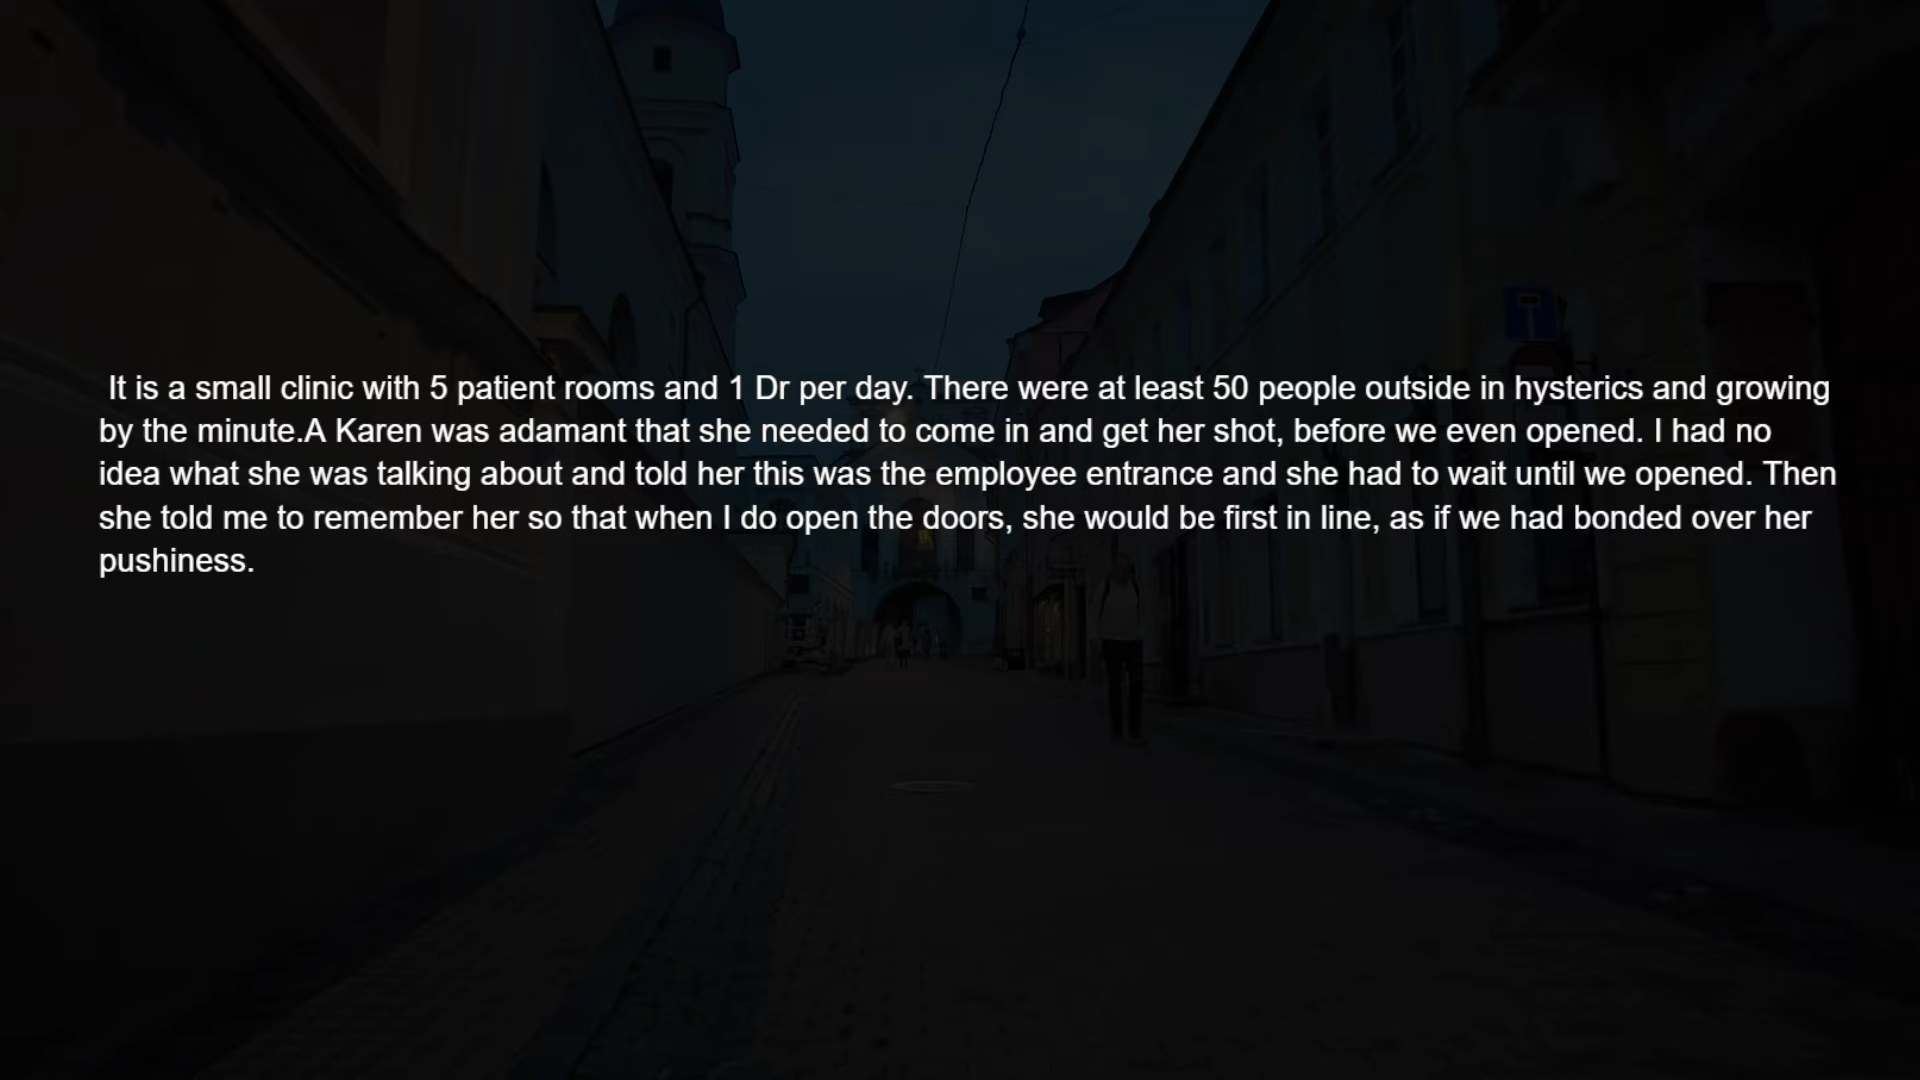 It is a small clinic with 5 patient rooms and 1 Dr per day. There were at least 50 people outside in hysterics and growing
by the minute.A Karen was adamant that she needed to come in and get her shot, before we even opened. I had no
idea what she was talking about and told her this was the employee entrance and she had to wait until we opened. Then
she told me to remember her so that when I do open the doors, she would be first in line, as if we had bonded over her
pushiness.